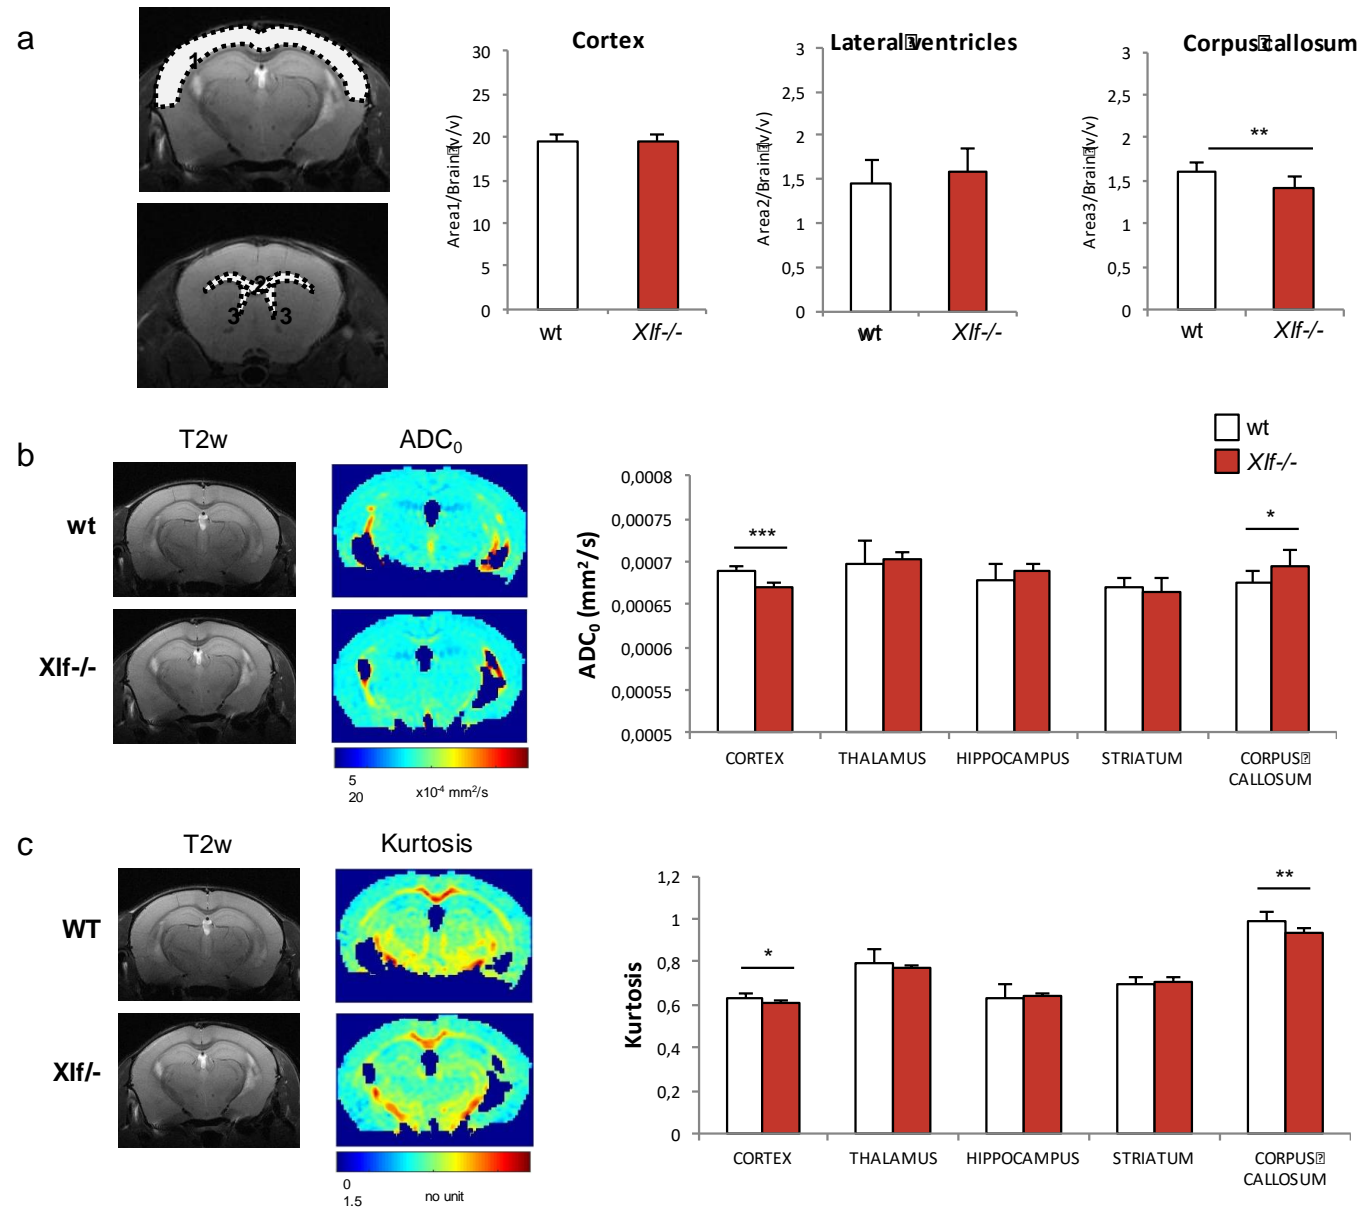 a
1
2
3 3
Cortex
Area1/Brain (v/v)
30
25
20
15
10
5
0
wt Xlf-/-
Lateral ventricles
Area2/Brain (v/v)
3
2,5
2
1,5
1
0,5
0
wt Xlf-/-
Corpus callosum
Area3/Brain (v/v)
3
2,5
2
1,5
1
0,5
0
**
wt Xlf-/-
b
T2w ADC0
wt
Xlf-/-
5
20
x10-4 mm2/s
wt
Xlf-/-
ADC0 (mm2/s)
0,0008
0,00075
0,0007
0,00065
0,0006
0,00055
0,0005
*** *
CORTEX THALAMUS HIPPOCAMPUS STRIATUM CORPUS
CALLOSUM
c
T2w Kurtosis
WT
Xlf/-
0
1.5
no unit
Kurtosis
1,2
1
0,8
0,6
0,4
0,2
0
* **
CORTEX THALAMUS HIPPOCAMPUS STRIATUM CORPUS
CALLOSUM